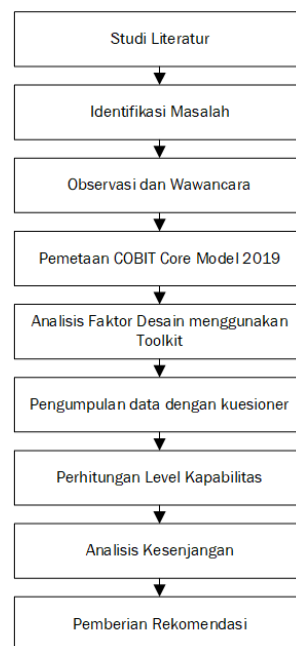 Studi Literatur
Identifikasi Masalah
Observasi dan Wawancara
Pemetaan COBIT Core Model 2019
Analisis Faktor Desain menggunakan
Toolkit
Pengumpulan data dengan kuesioner
Perhitungan Level Kapabilitas
Analisis Kesenjangan
Pemberian Rekomendasi